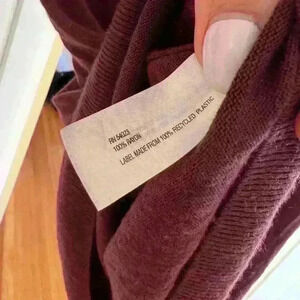 RN 54023
100% RAYON
LABEL MADE FROM 100% RECYCLED PLASTIC